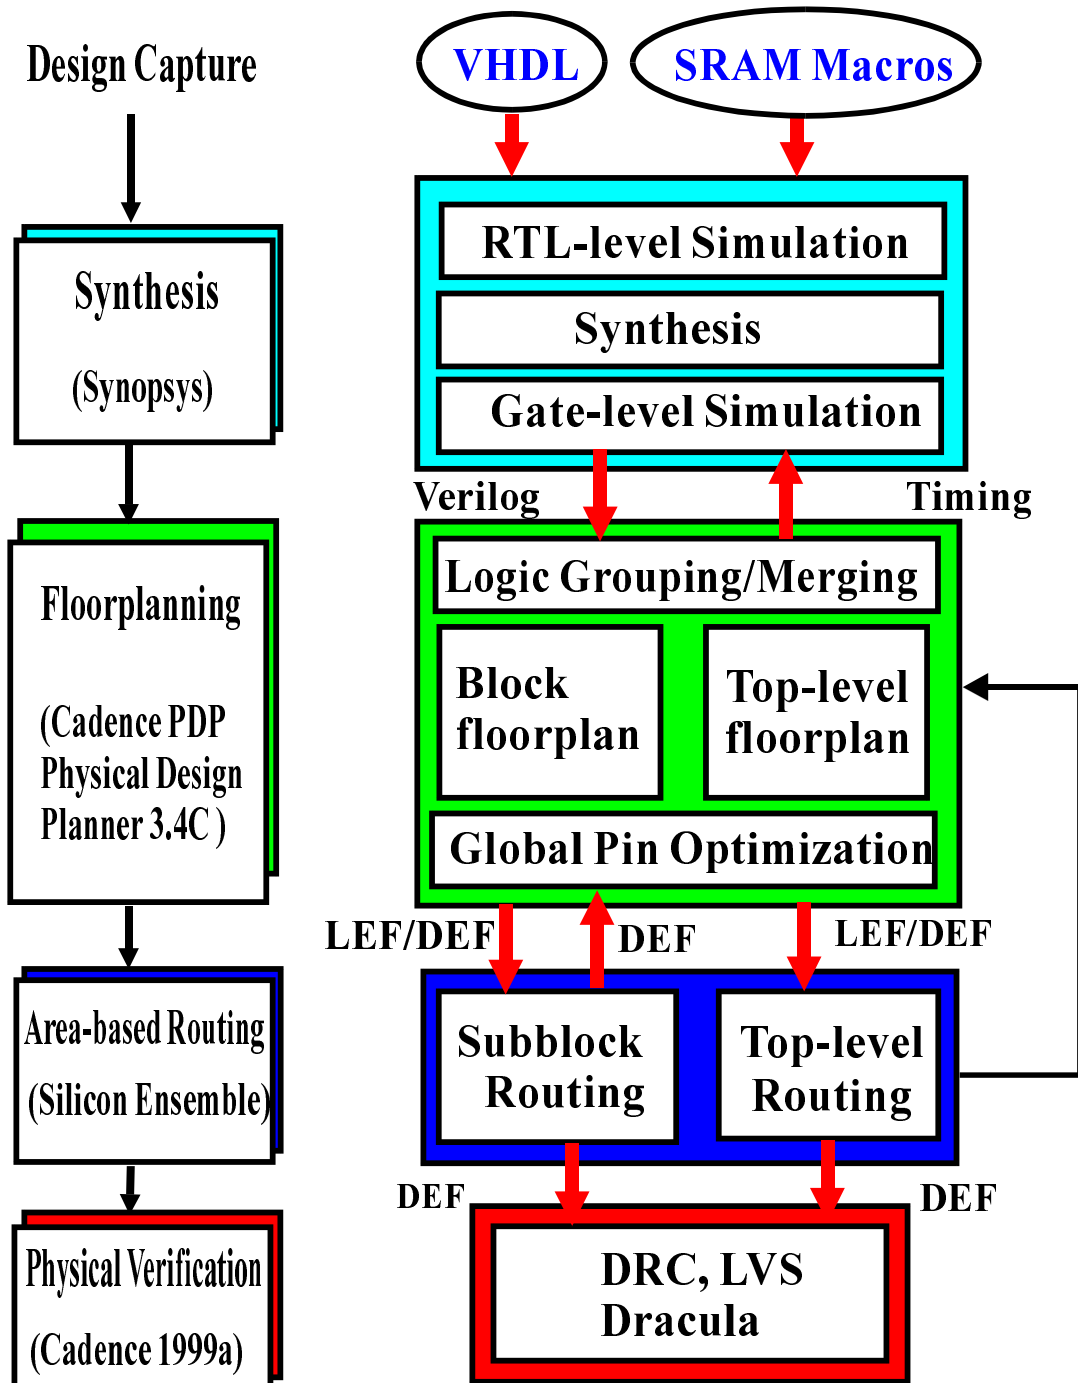 Design Capture
Synthesis
(Synopsys)
Floorplanning
(Cadence PDP
Physical Design
Planner 3.4C )
Area-based Routing
(Silicon Ensemble)
Physical Verification
(Cadence 1999a)
VHDL
SRAM Macros
RTL-level Simulation
Synthesis
Gate-level Simulation
Verilog
Timing
Logic Grouping/Merging
Block
floorplan
Top-level
floorplan
Global Pin Optimization
LEF/DEF
DEF
LEF/DEF
Subblock
Routing
Top-level
Routing
DEF
DEF
DRC, LVS
Dracula